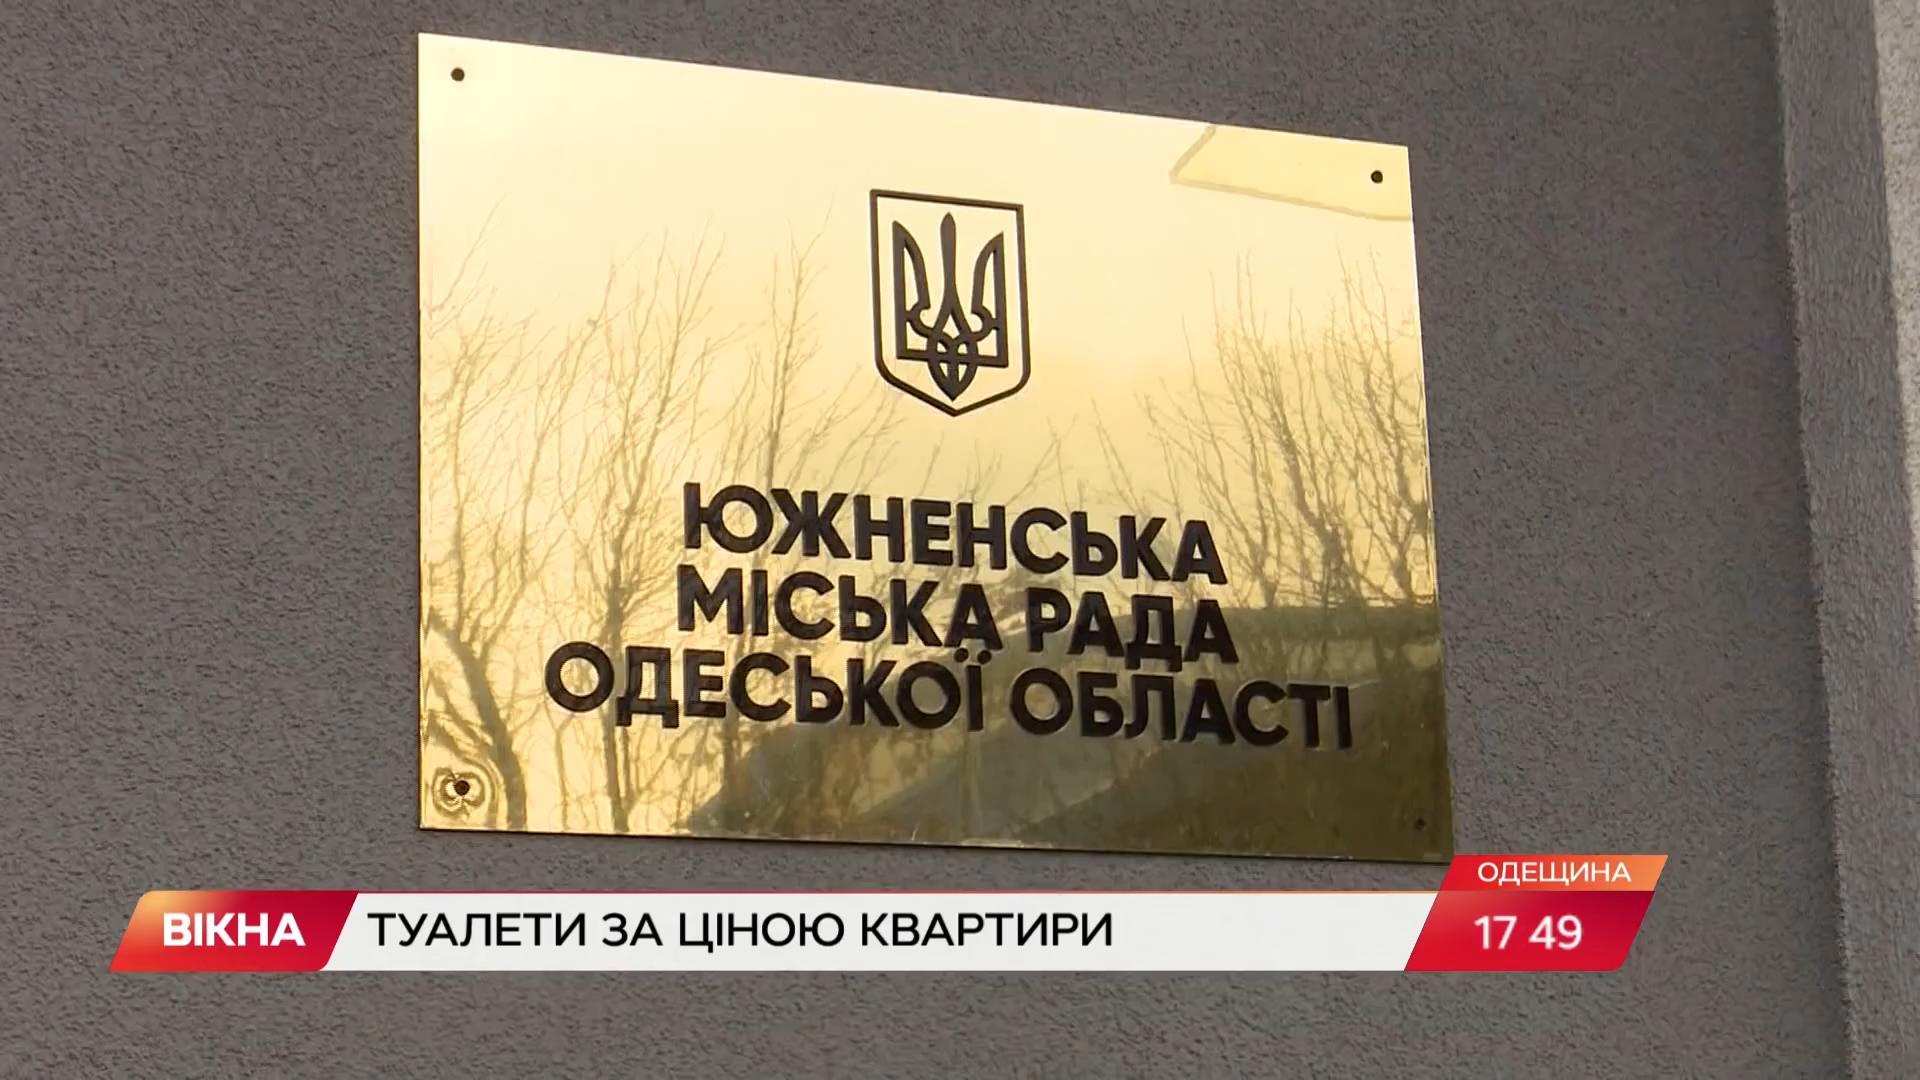 ЮЖНЕНСЬКА
МІСЬКА РАДА
ОДЕСЬКОЇ ОБЛАСТІ
ОДЕЩИНА
ВІКНА
ТУАЛЕТИ ЗА ЦІНОЮ КВАРТИРИ
17 49